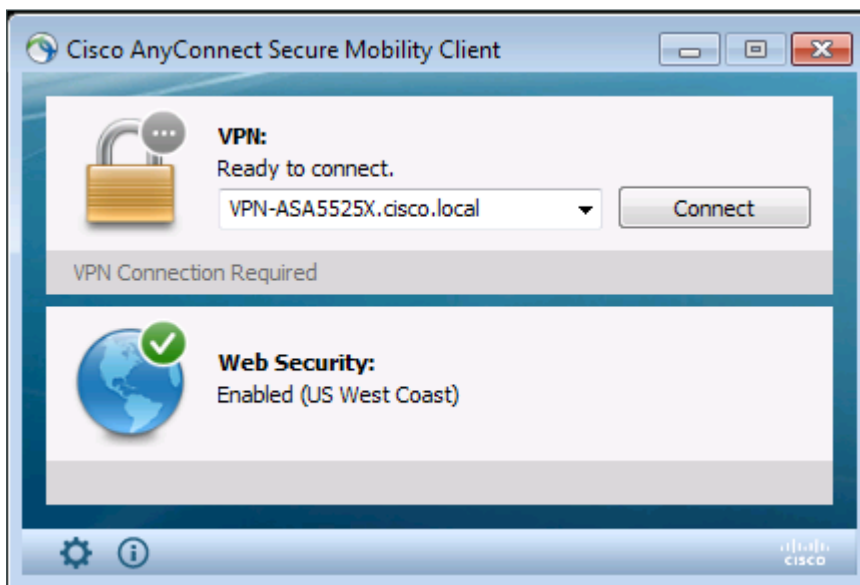 Cisco AnyConnect Secure Mobility Client
VPN:
Ready to connect.
VPN-ASA5525X.cisco.local
Connect
VPN Connection Required
Web Security:
Enabled (US West Coast)
CISCO